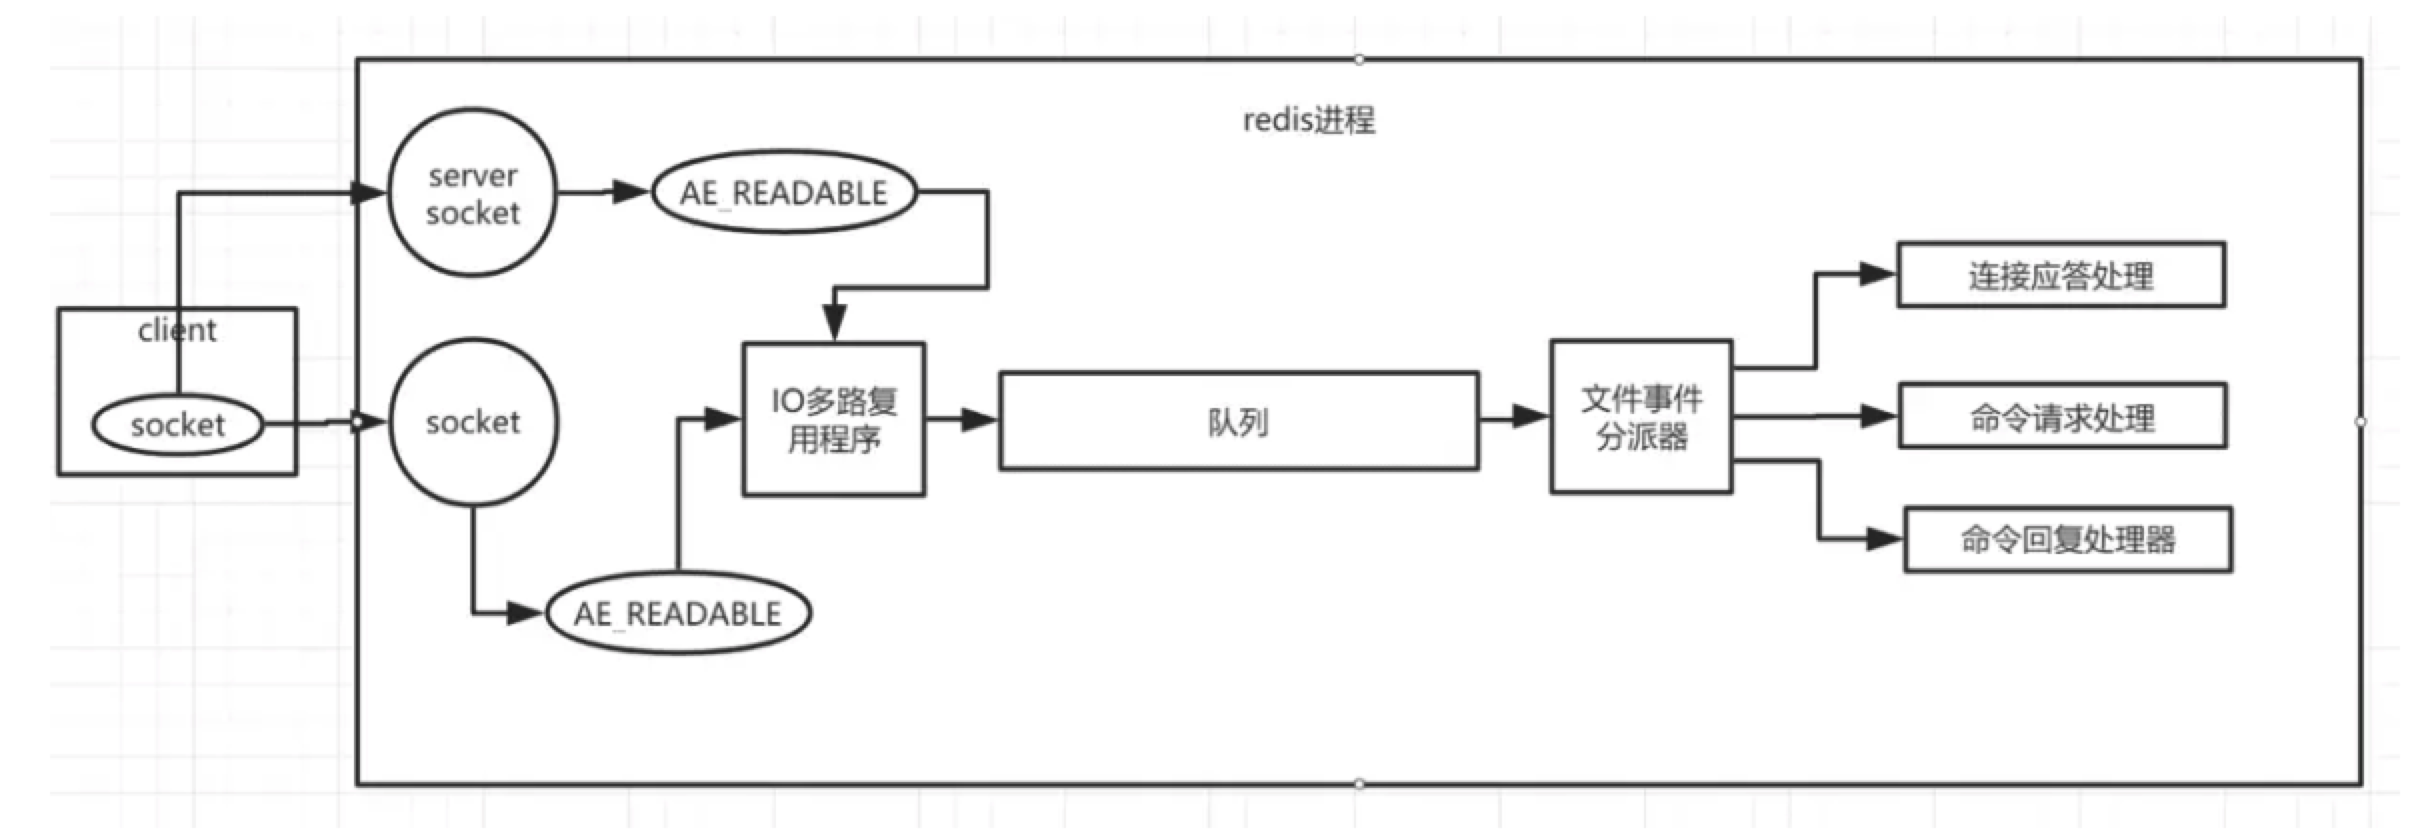 redis进程
server
socket
AE_READABLE
client
socket
socket
AE_READABLE
IO多路复
用程序
队列
文件事件
分派器
连接应答处理
命令请求处理
命令回复处理器